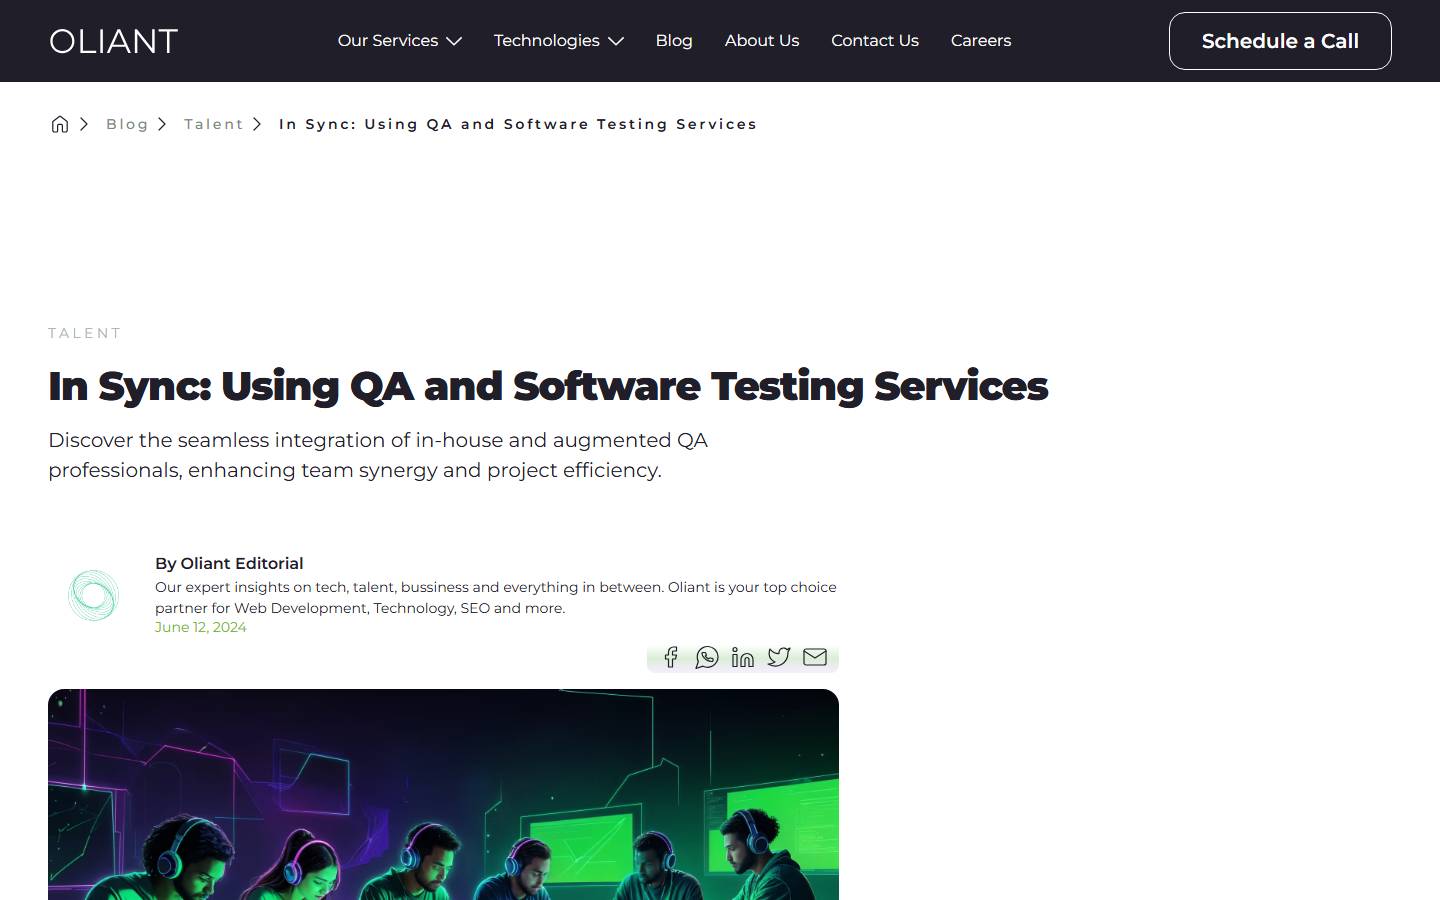 OLIANT
Our Services
Technologies
Blog
About Us
Contact Us
Careers
Schedule a Call
Blog
Talent
In Sync: Using QA and Software Testing Services
TALENT
In Sync: Using QA and Software Testing Services
Discover the seamless integration of in-house and augmented QA
professionals, enhancing team synergy and project efficiency.
By Oliant Editorial
Our expert insights on tech, talent, bussiness and everything in between. Oliant is your top choice
partner for Web Development, Technology, SEO and more.
June 12, 2024